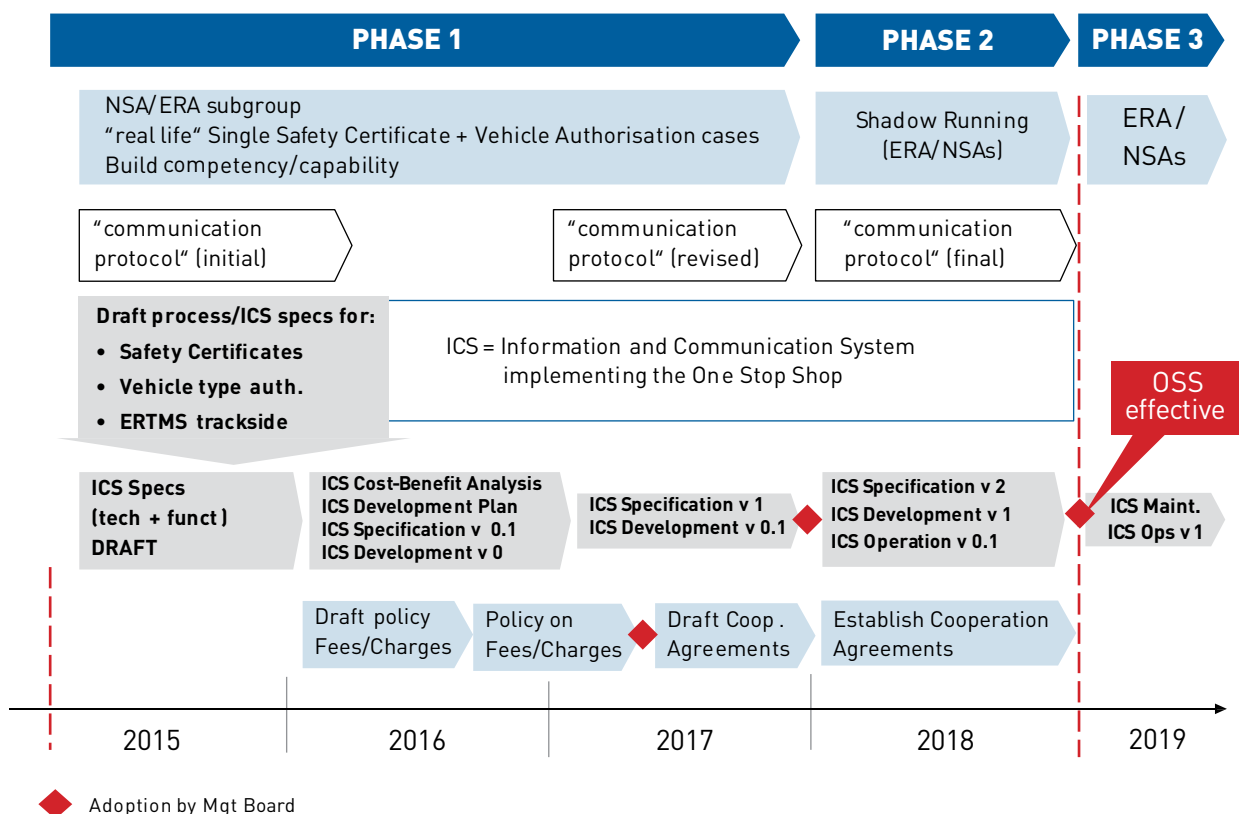 PHASE 1
PHASE 2
PHASE 3
NSA/ERA subgroup
“real life“ Single Safety Certificate + Vehicle Authorisation cases
Build competency/capability
Shadow Running
(ERA/NSAs)
ERA/
NSAs
“communication
protocol“ (initial)
“communication
protocol“ (revised)
“communication
protocol“ (final)
Draft process/ICS specs for:
• Safety Certificates
• Vehicle type auth.
• ERTMS trackside
ICS = Information and Communication System
implementing the One Stop Shop
OSS
effective
ICS Specs
(tech + funct)
DRAFT
ICS Cost-Benefit Analysis
ICS Development Plan
ICS Specification v 0.1
ICS Development v 0
ICS Specification v 1
ICS Development v 0.1
ICS Specification v 2
ICS Development v 1
ICS Operation v 0.1
ICS Maint.
ICS Ops v 1
Draft policy
Fees/Charges
Policy on
Fees/Charges
Draft Coop.
Agreements
Establish Cooperation
Agreements
2015
2016
2017
2018
2019
Adoption by Mgt Board